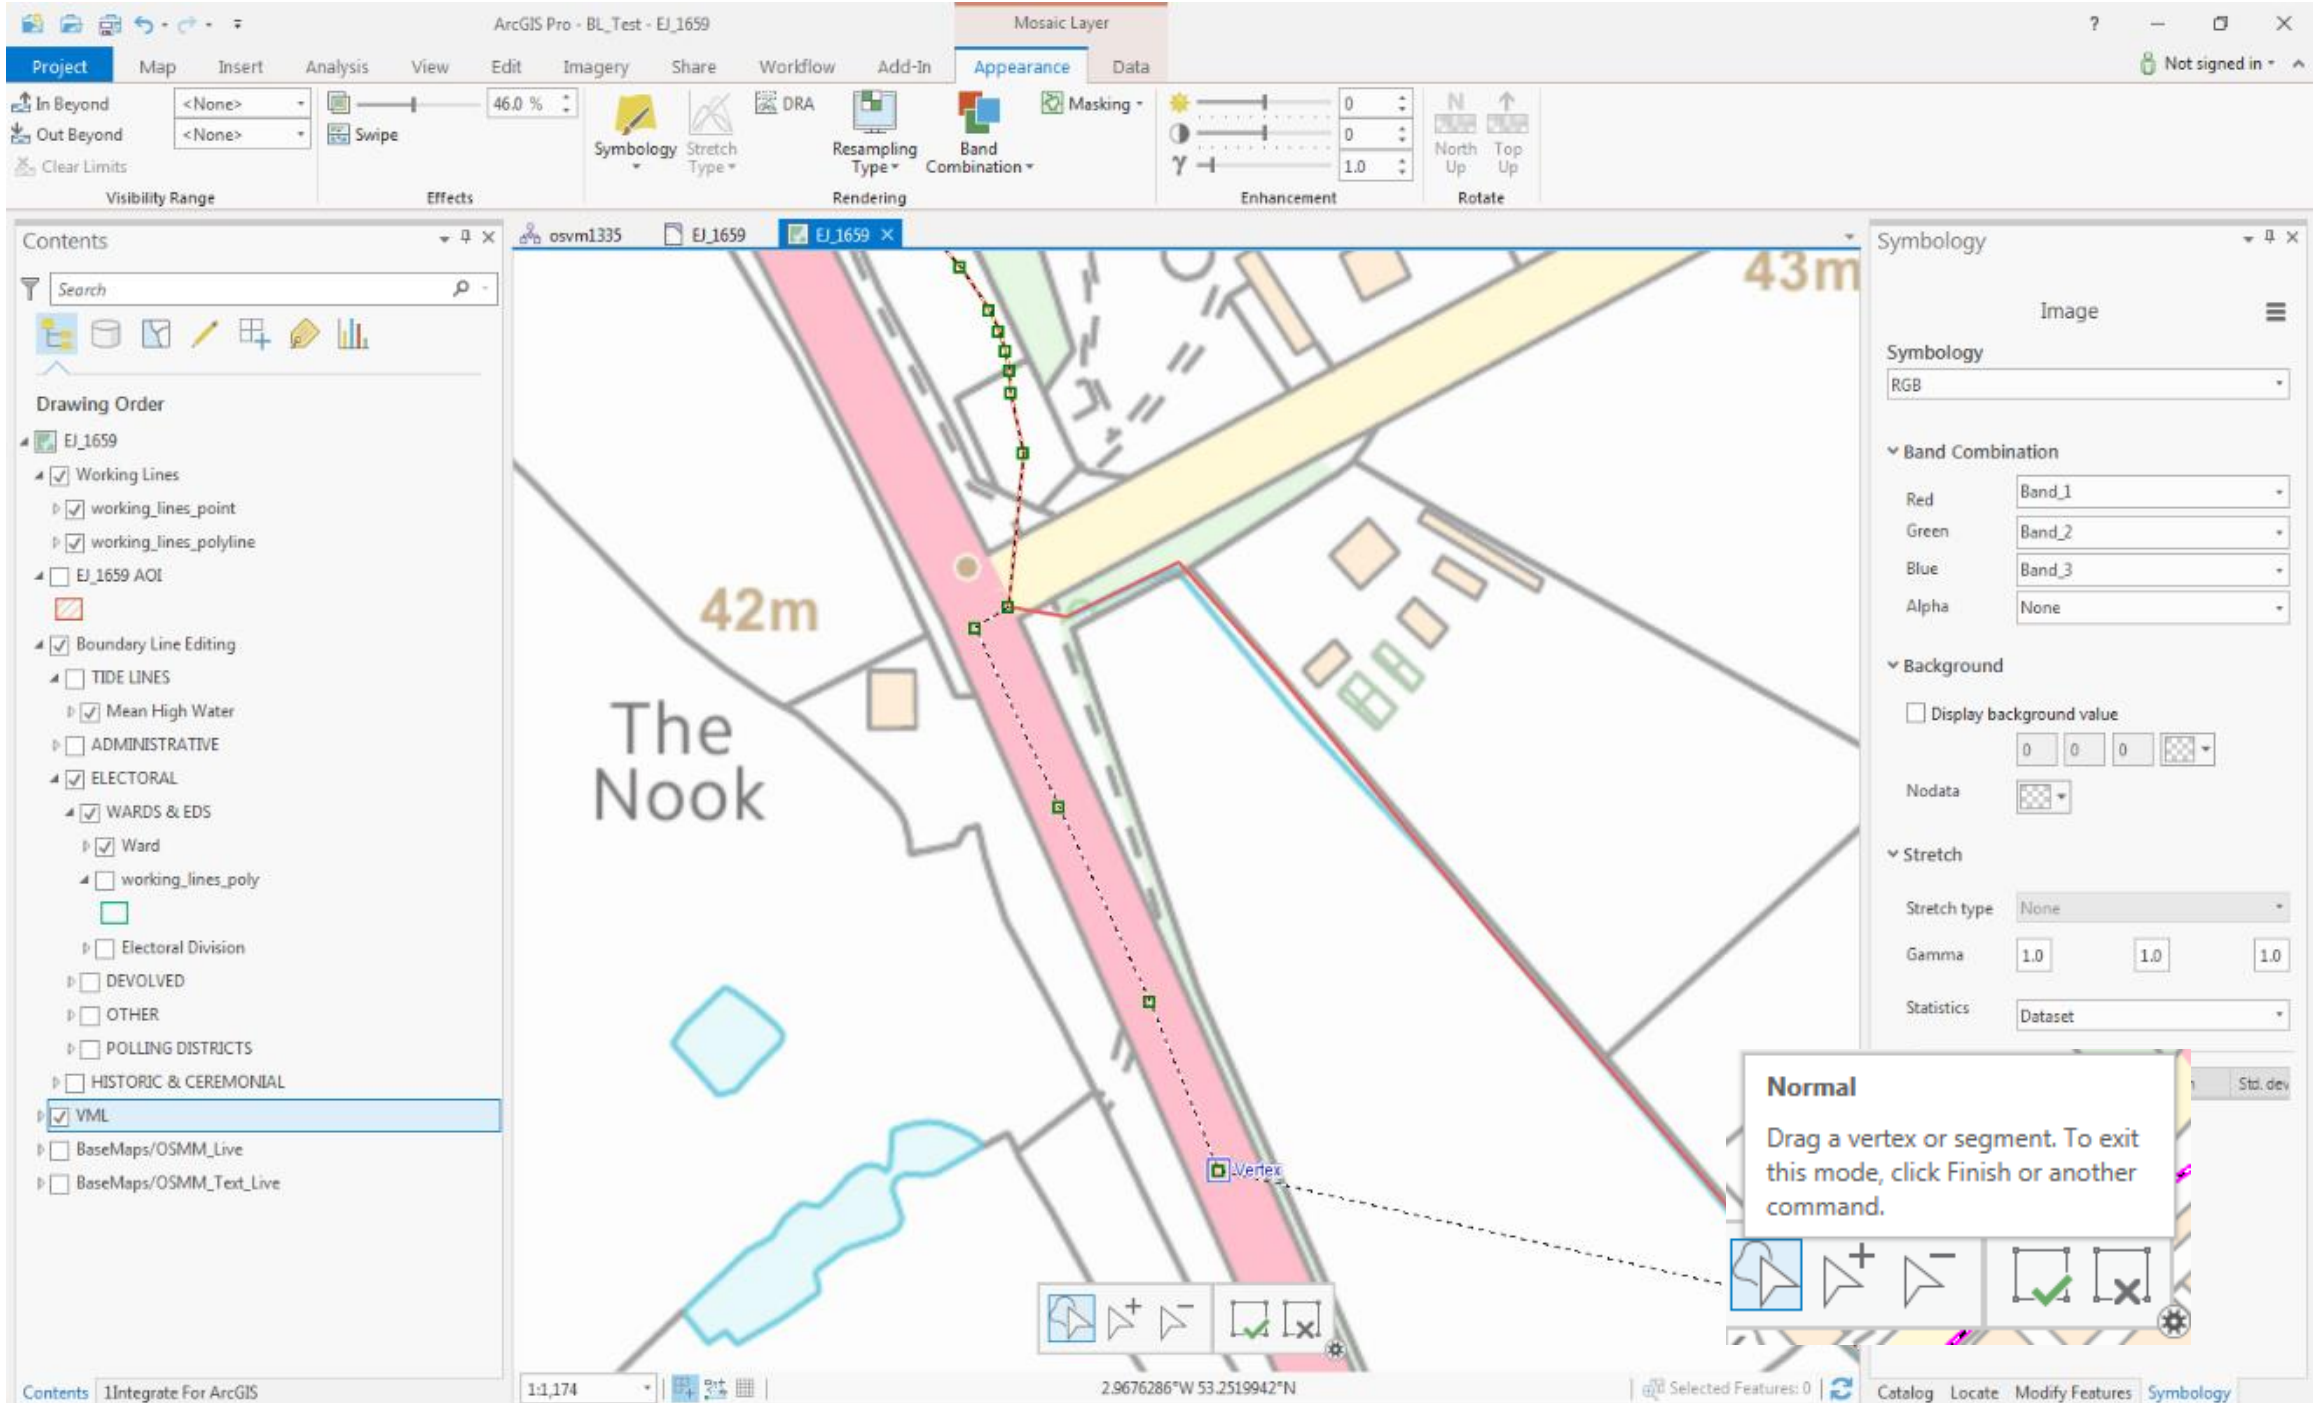 ArcGIS Pro - BL_Test - EJ_1659
Mosaic Layer
?
Project Map Insert Analysis View Edit Imagery Share Workflow Add-In Appearance Data
Not signed in
In Beyond <None>
46.0 %
DRA
Masking
0
Out Beyond <None>
Swipe
0
Clear Limits
1.0
Symbology
Stretch Type
Resampling Type
Band Combination
North Up
Top Up
Visibility Range Effects Rendering Enhancement Rotate
Contents
Search
Drawing Order
EJ_1659
Working Lines
working_lines_point
working_lines_polyline
EJ_1659 AOI
Boundary Line Editing
TIDE LINES
Mean High Water
ADMINISTRATIVE
ELECTORAL
WARDS & EDS
Ward
working_lines_poly
Electoral Division
DEVOLVED
OTHER
POLLING DISTRICTS
HISTORIC & CEREMONIAL
VML
BaseMaps/OSMM_Live
BaseMaps/OSMM_Text_Live
Contents 1Integrate For ArcGIS
osvm1335 EJ_1659 EJ_1659
43m
42m
The
Nook
Vertex
1:1,174
2.9676286°W 53.2519942°N
Selected Features: 0
Symbology
Image
Symbology
RGB
Band Combination
Red Band_1
Green Band_2
Blue Band_3
Alpha None
Background
Display background value
0 0 0
Nodata
Stretch
Stretch type None
Gamma 1.0 1.0 1.0
Statistics Dataset
Std. dev
Normal
Drag a vertex or segment. To exit
this mode, click Finish or another
command.
Catalog Locate Modify Features Symbology